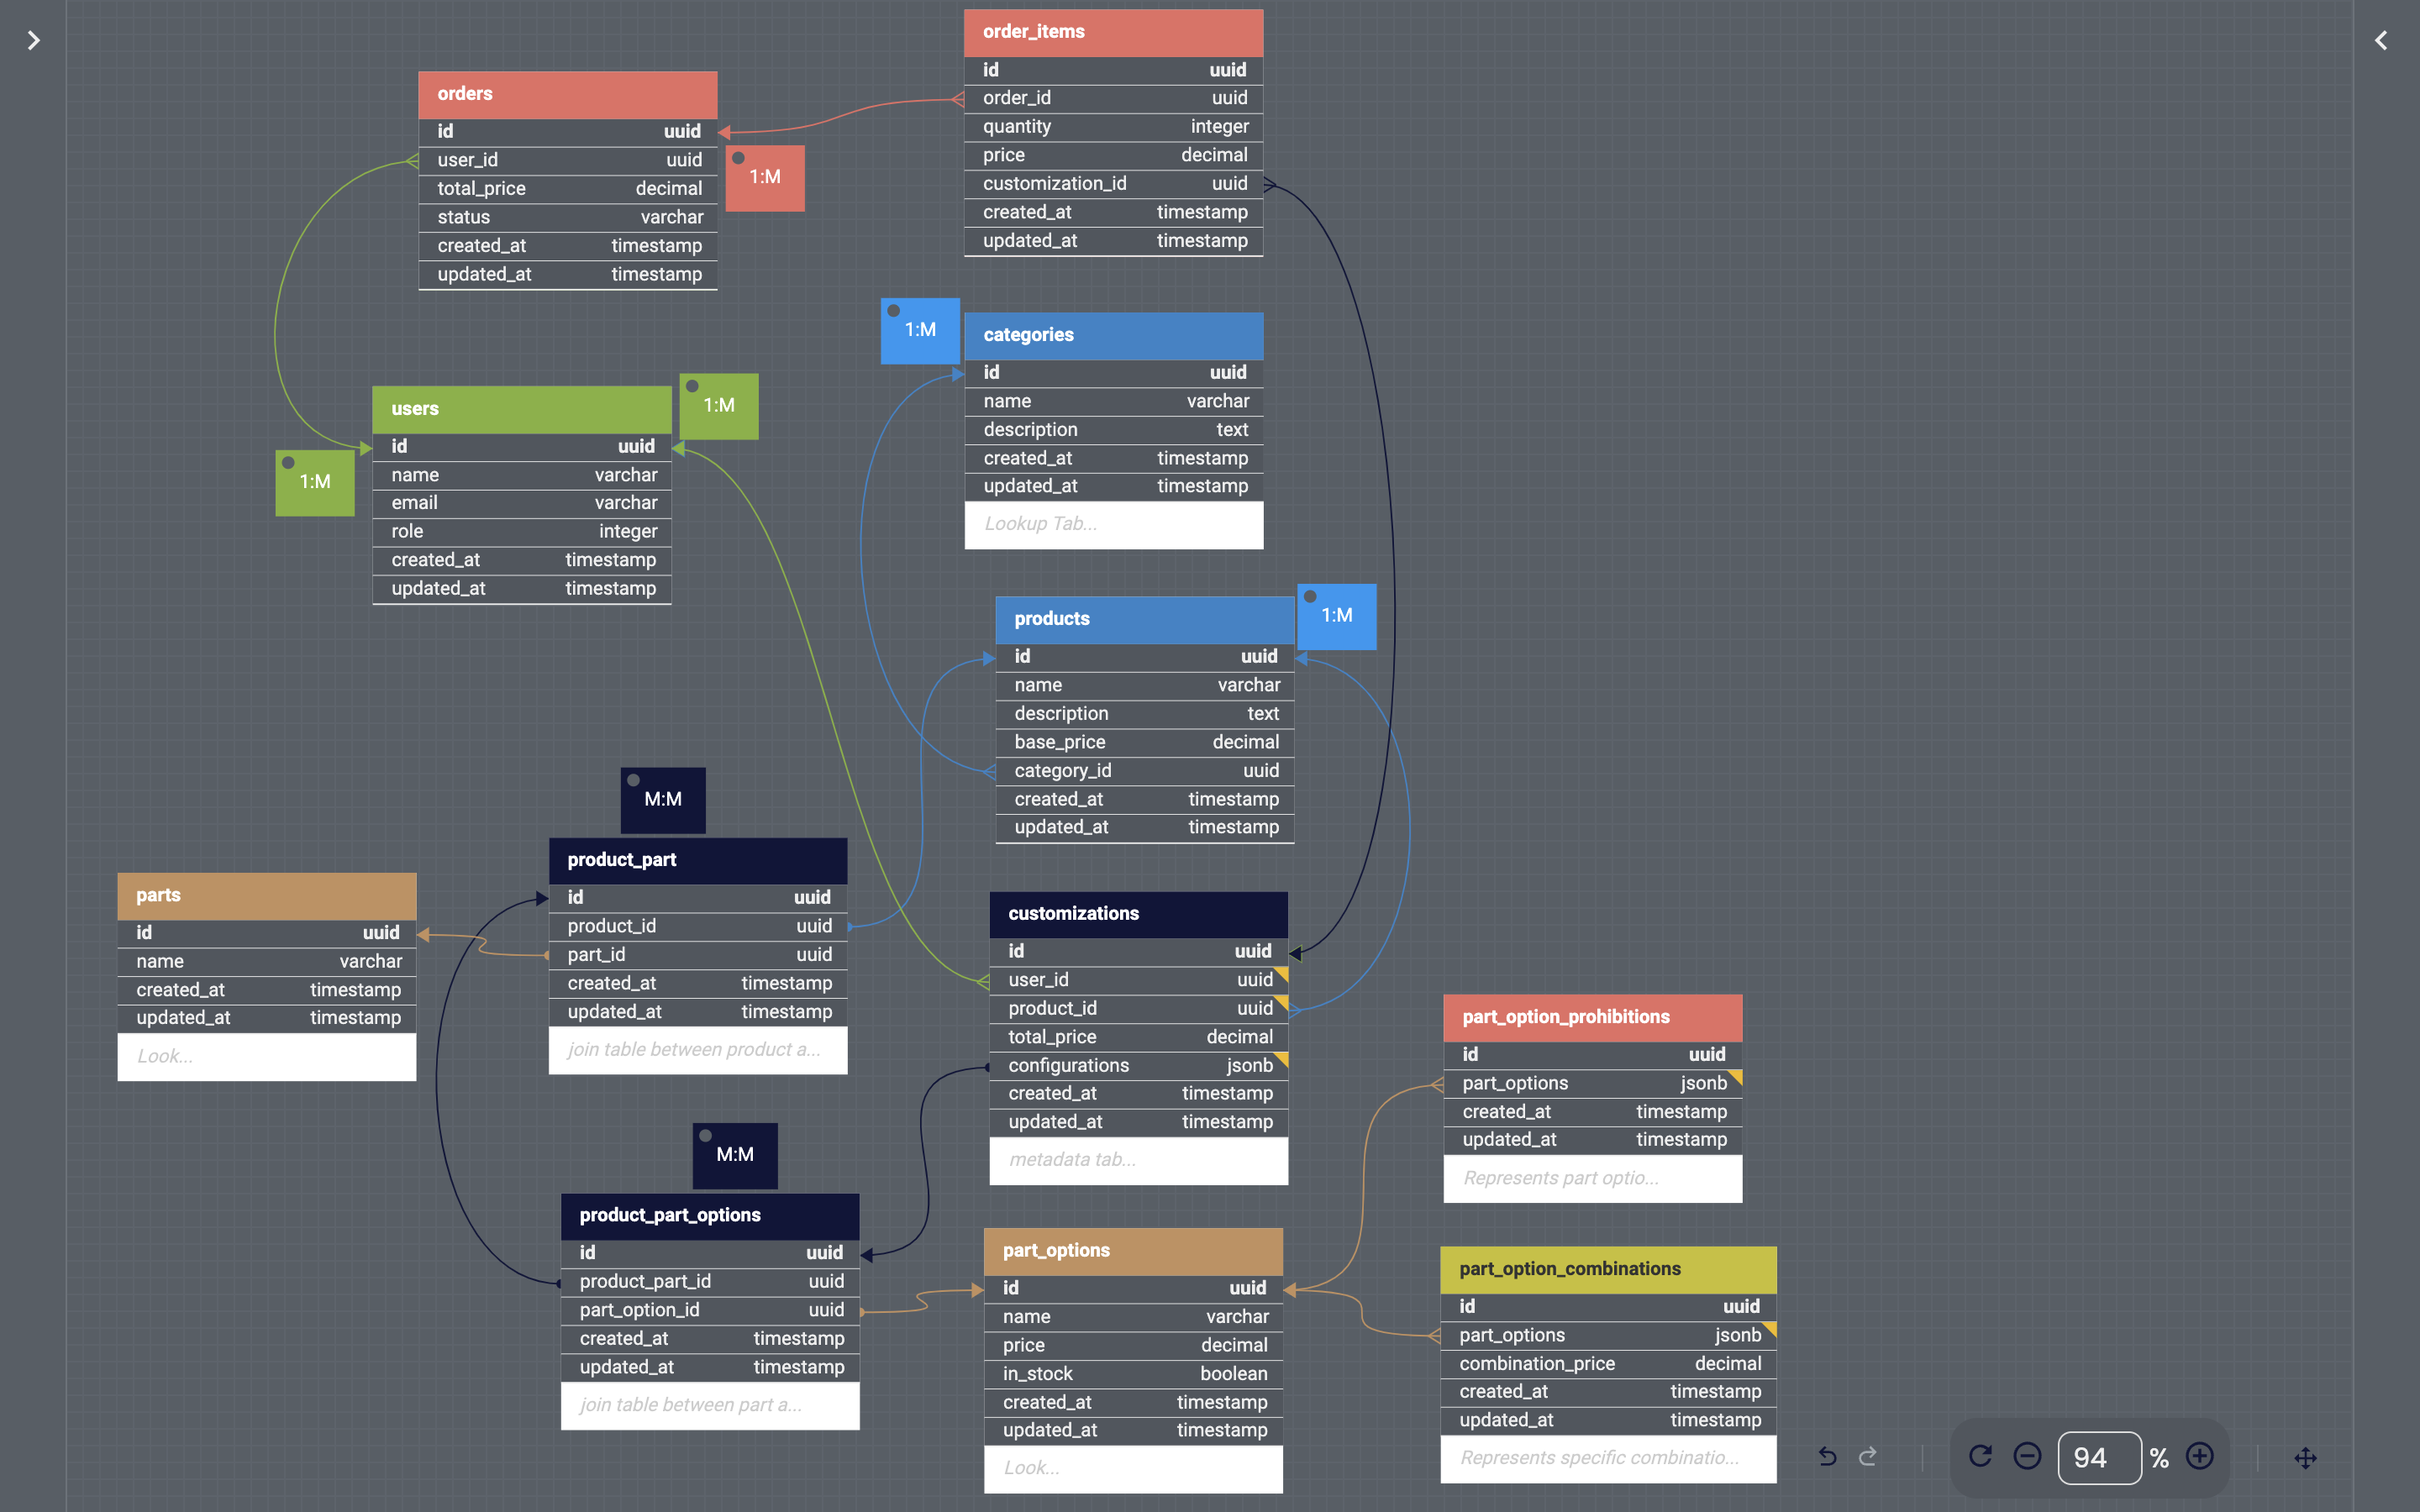 order_items
id uuid
order_id uuid
quantity integer
price decimal
customization_id uuid
created_at timestamp
updated_at timestamp
orders
id uuid
user_id uuid
total_price decimal
status varchar
created_at timestamp
updated_at timestamp
1:M
1:M
categories
id uuid
name varchar
description text
created_at timestamp
updated_at timestamp
Lookup Tab...
users
id uuid
name varchar
email varchar
role integer
created_at timestamp
updated_at timestamp
1:M
1:M
products
id uuid
name varchar
description text
base_price decimal
category_id uuid
created_at timestamp
updated_at timestamp
1:M
M:M
product_part
id uuid
product_id uuid
part_id uuid
created_at timestamp
updated_at timestamp
join table between product a...
parts
id uuid
name varchar
created_at timestamp
updated_at timestamp
Look...
customizations
id uuid
user_id uuid
product_id uuid
total_price decimal
configurations jsonb
created_at timestamp
updated_at timestamp
metadata tab...
part_option_prohibitions
id uuid
part_options jsonb
created_at timestamp
updated_at timestamp
Represents part optio...
M:M
product_part_options
id uuid
product_part_id uuid
part_option_id uuid
created_at timestamp
updated_at timestamp
join table between part a...
part_options
id uuid
name varchar
price decimal
in_stock boolean
created_at timestamp
updated_at timestamp
Look...
part_option_combinations
id uuid
part_options jsonb
combination_price decimal
created_at timestamp
updated_at timestamp
Represents specific combinatio...
94 %